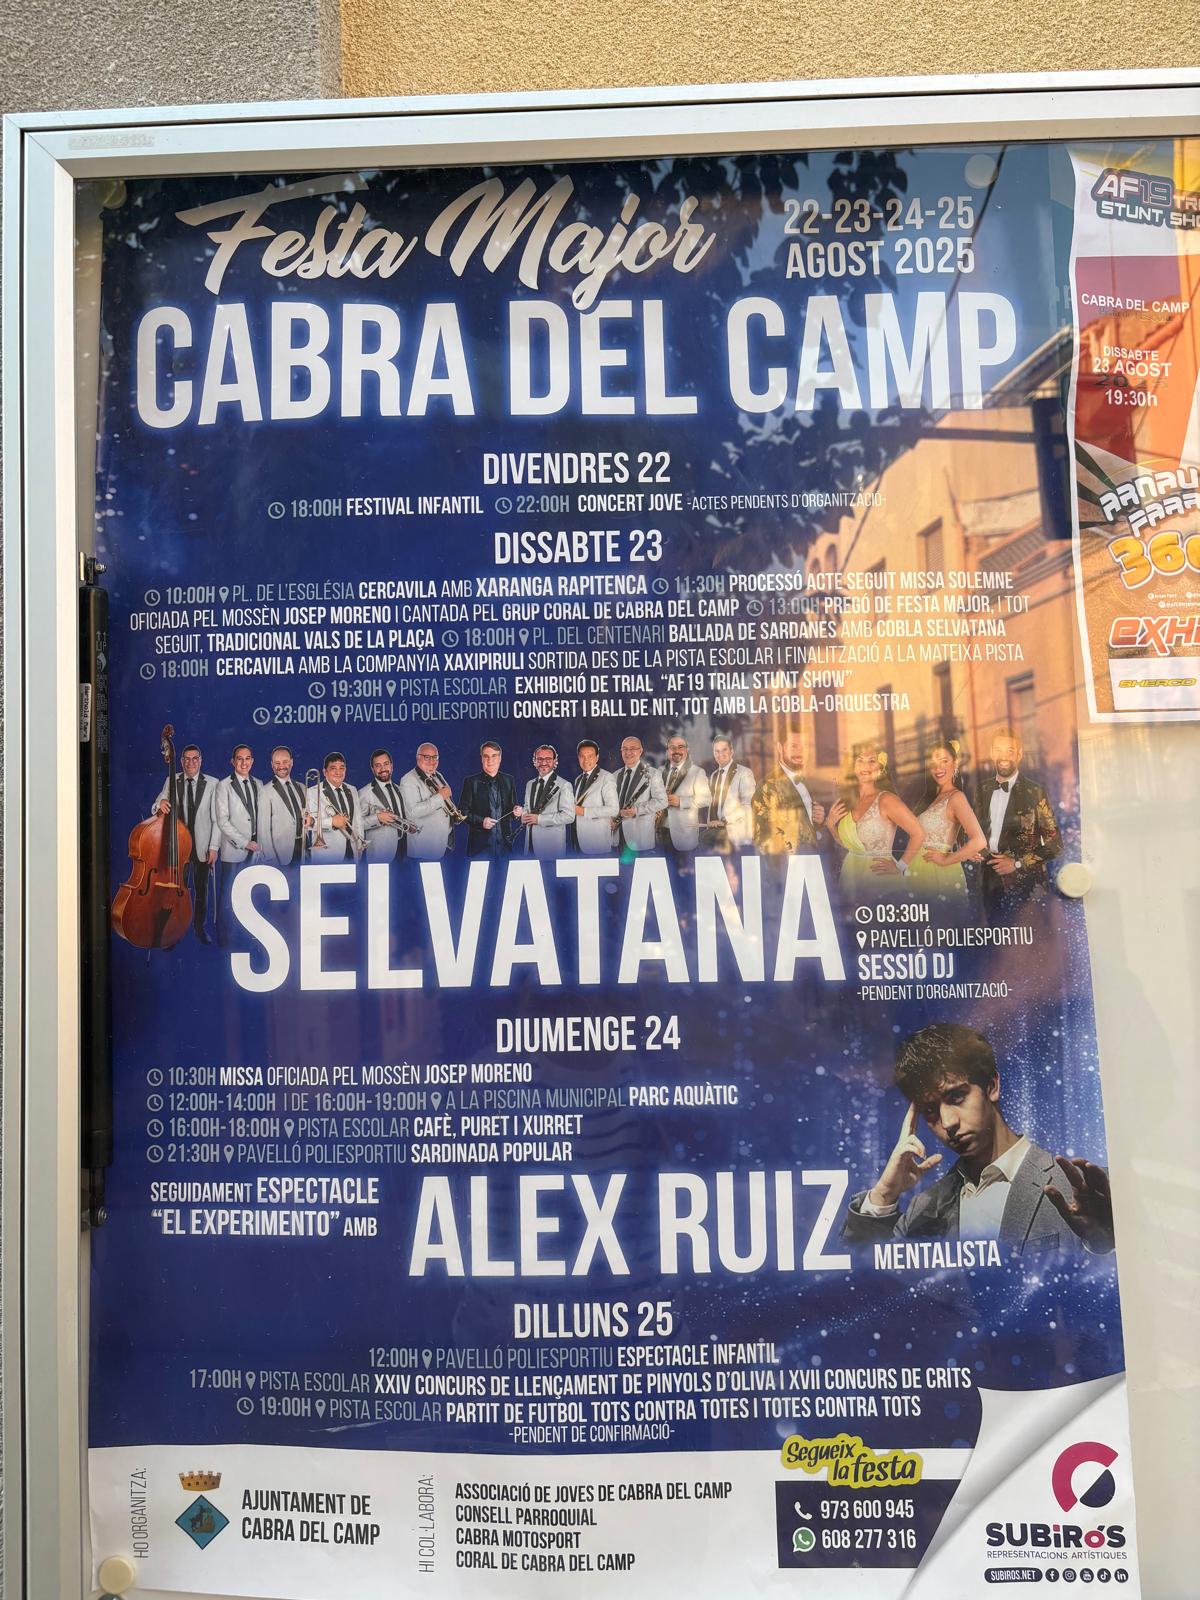 Festa Major
22-23-24-25
AGOST 2025
CABRA DEL CAMP
DIVENDRES 22
18:00H FESTIVAL INFANTIL 22:00H CONCERT JOVE -ACTES PENDENTS D'ORGANITZACIÓ-
DISSABTE 23
10:00H PL. DE L'ESGLÉSIA CERCAVILA AMB XARANGA RAPITENCA 11:30H PROCESSÓ ACTE SEGUIT MISSA SOLEMNE
OFICIADA PEL MOSSÈN JOSEP MORENO I CANTADA PEL GRUP CORAL DE CABRA DEL CAMP 13:00H PREGÓ DE FESTA MAJOR, I TOT
SEGUIT, TRADICIONAL VALS DE LA PLAÇA 18:00H PL. DEL CENTENARI BALLADA DE SARDANES AMB COBLA SELVATANA
18:00H CERCAVILA AMB LA COMPANYIA XAXIPIRULI SORTIDA DES DE LA PISTA ESCOLAR I FINALITZACIÓ A LA MATEIXA PISTA
19:30H PISTA ESCOLAR EXHIBICIÓ DE TRIAL "AF19 TRIAL STUNT SHOW"
23:00H PAVELLÓ POLIESPORTIU CONCERT I BALL DE NIT, TOT AMB LA COBLA-ORQUESTRA
SELVATANA
03:30H
PAVELLÓ POLIESPORTIU
SESSIÓ DJ
-PENDENT D'ORGANITZACIÓ-
DIUMENGE 24
10:30H MISSA OFICIADA PEL MOSSÈN JOSEP MORENO
12:00H-14:00H I DE 16:00H-19:00H A LA PISCINA MUNICIPAL PARC AQUÀTIC
16:00H-18:00H PISTA ESCOLAR CAFÈ, PURET I XURRET
21:30H PAVELLÓ POLIESPORTIU SARDINADA POPULAR
SEGUIDAMENT ESPECTACLE
"EL EXPERIMENTO" AMB
ALEX RUIZ
MENTALISTA
DILLUNS 25
12:00H PAVELLÓ POLIESPORTIU ESPECTACLE INFANTIL
17:00H PISTA ESCOLAR XXIV CONCURS DE LLENÇAMENT DE PINYOLS D'OLIVA I XVII CONCURS DE CRITS
19:00H PISTA ESCOLAR PARTIT DE FUTBOL TOTS CONTRA TOTES I TOTES CONTRA TOTS
-PENDENT DE CONFIRMACIÓ-
HO ORGANITZA:
AJUNTAMENT DE
CABRA DEL CAMP
HI COL·LABORA:
ASSOCIACIÓ DE JOVES DE CABRA DEL CAMP
CONSELL PARROQUIAL
CABRA MOTOSPORT
CORAL DE CABRA DEL CAMP
Segueix
la festa
973 600 945
608 277 316
SUBIRÓS
REPRESENTACIONS ARTÍSTIQUES
SUBIROS.NET
AF19
STUNT
CABRA DEL CAMP
DISSABTE
23 AGOST
2025
19:30h
360
SHERCO